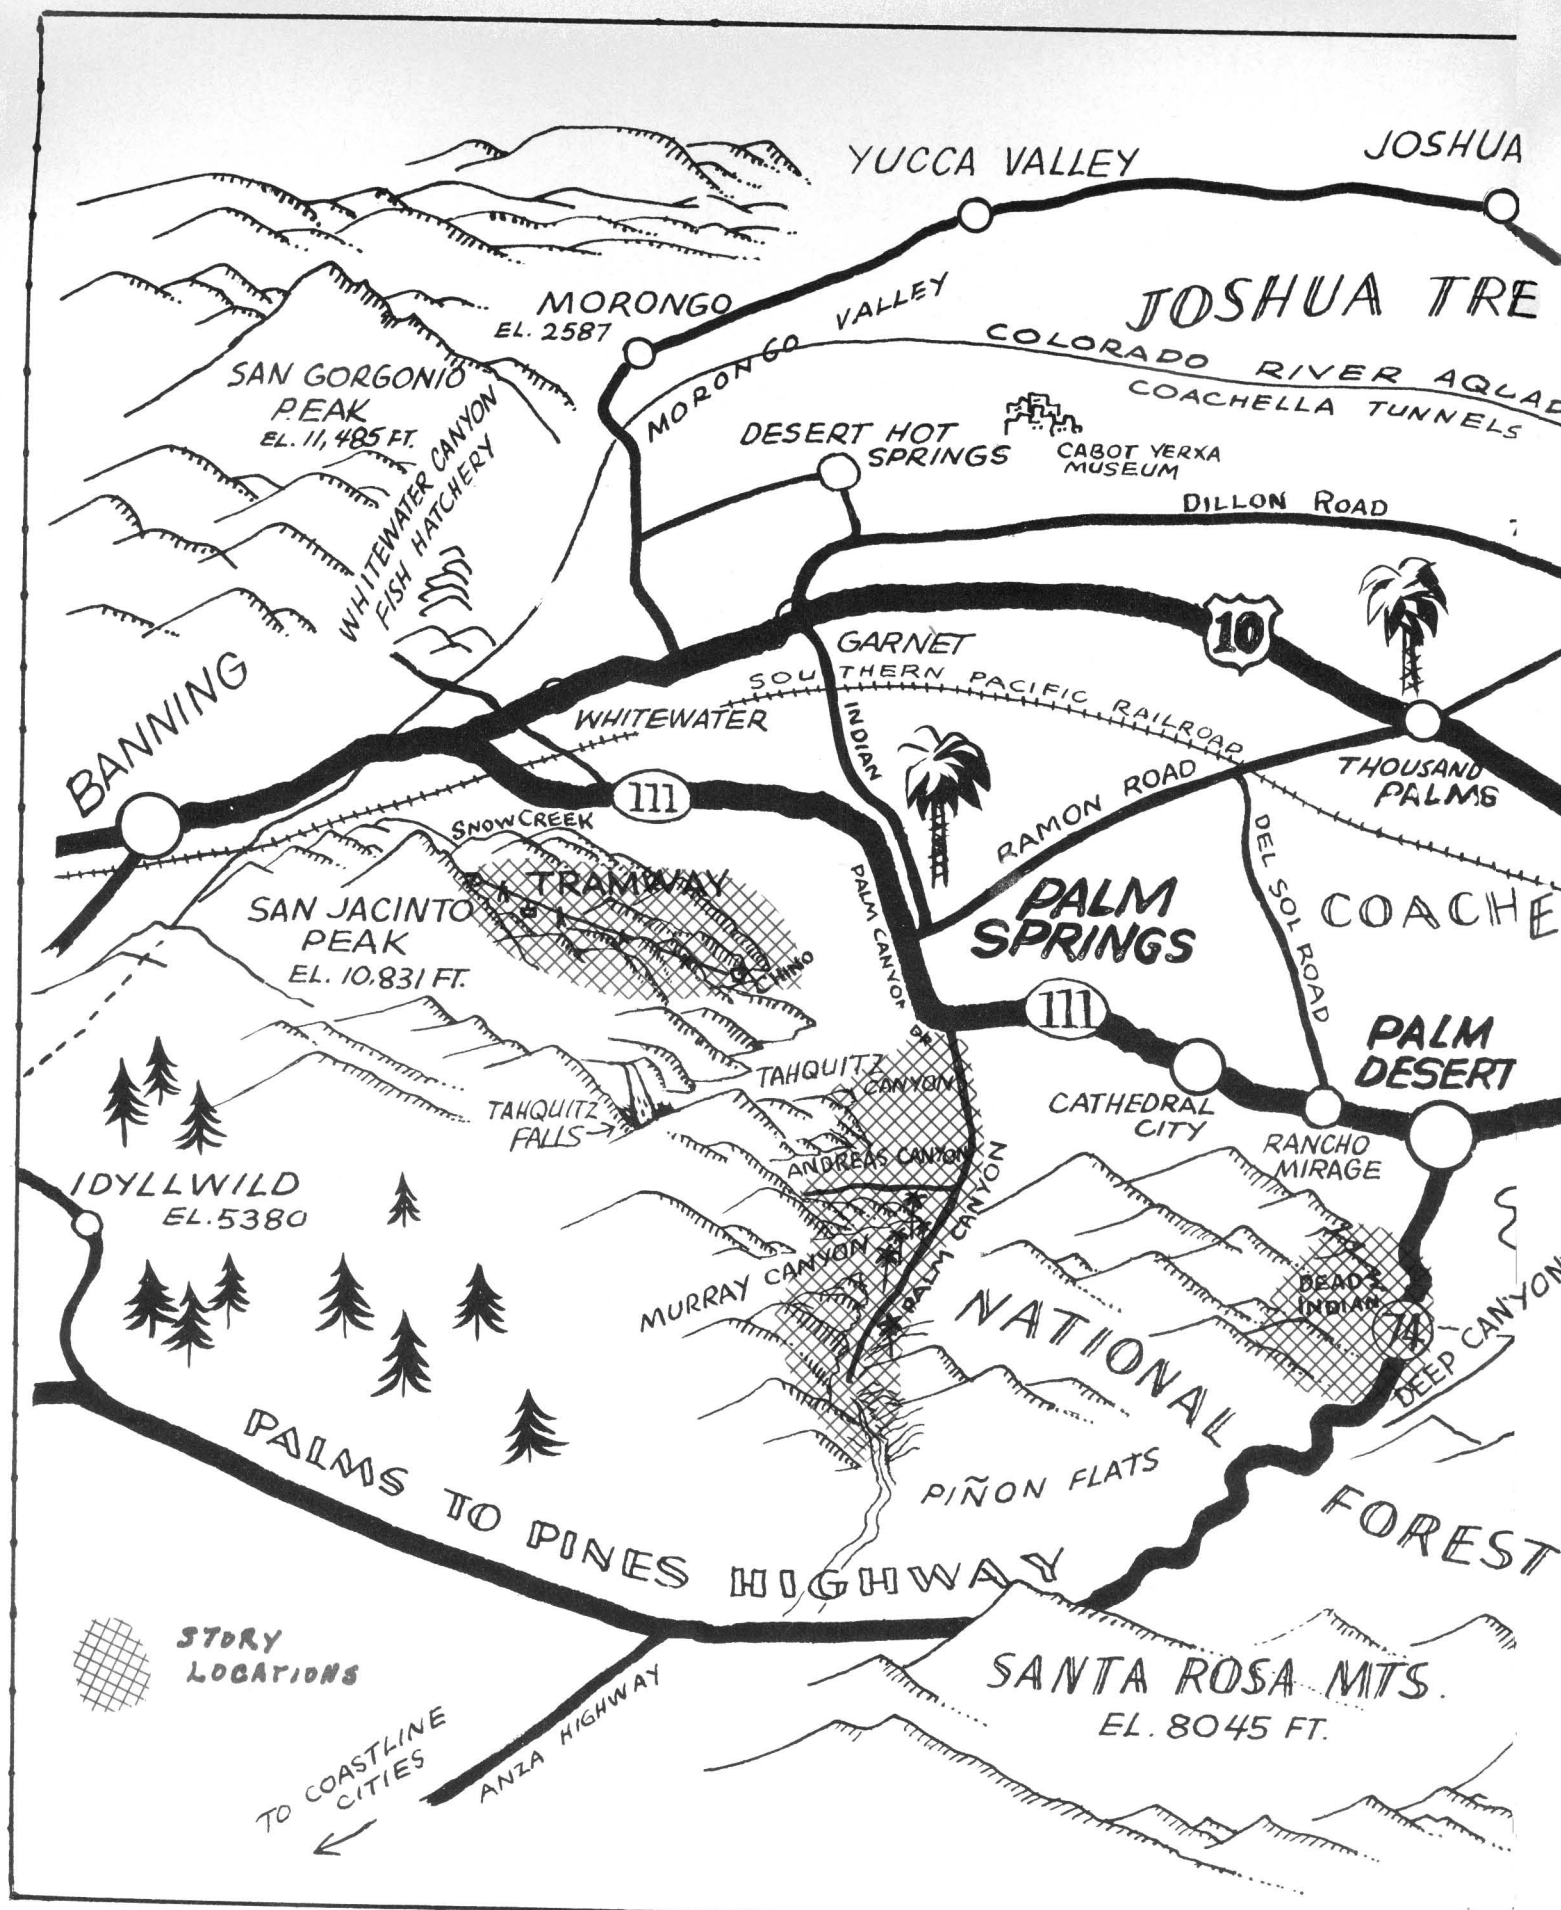 YUCCA VALLEY
JOSHUA
MORONGO
EL. 2587
MORONGO VALLEY
JOSHUA TRE
COLORADO RIVER AQUAD
COACHELLA TUNNELS
SAN GORGONIO
PEAK
EL. 11,485 FT.
WHITEWATER CANYON
FISH HATCHERY
DESERT HOT
SPRINGS
CABOT YERXA
MUSEUM
DILLON ROAD
10
GARNET
SOUTHERN PACIFIC RAILROAD
BANNING
WHITEWATER
INDIAN
THOUSAND
PALMS
111
SNOW CREEK
RAMON ROAD
DEL SOL ROAD
TRAMWAY
CHINO
SAN JACINTO
PEAK
EL. 10,831 FT.
PALM CANYON DR.
PALM
SPRINGS
COACHE
111
PALM
DESERT
TAHQUITZ
CANYON
TAHQUITZ
FALLS
CATHEDRAL
CITY
RANCHO
MIRAGE
ANDREAS CANYON
IDYLLWILD
EL. 5380
PALM CANYON
MURRAY CANYON
DEAD
INDIAN
74
DEEP CANYON
NATIONAL
FOREST
PIÑON FLATS
PALMS TO PINES HIGHWAY
STORY
LOCATIONS
SANTA ROSA MTS.
EL. 8045 FT.
ANZA HIGHWAY
TO COASTLINE
CITIES